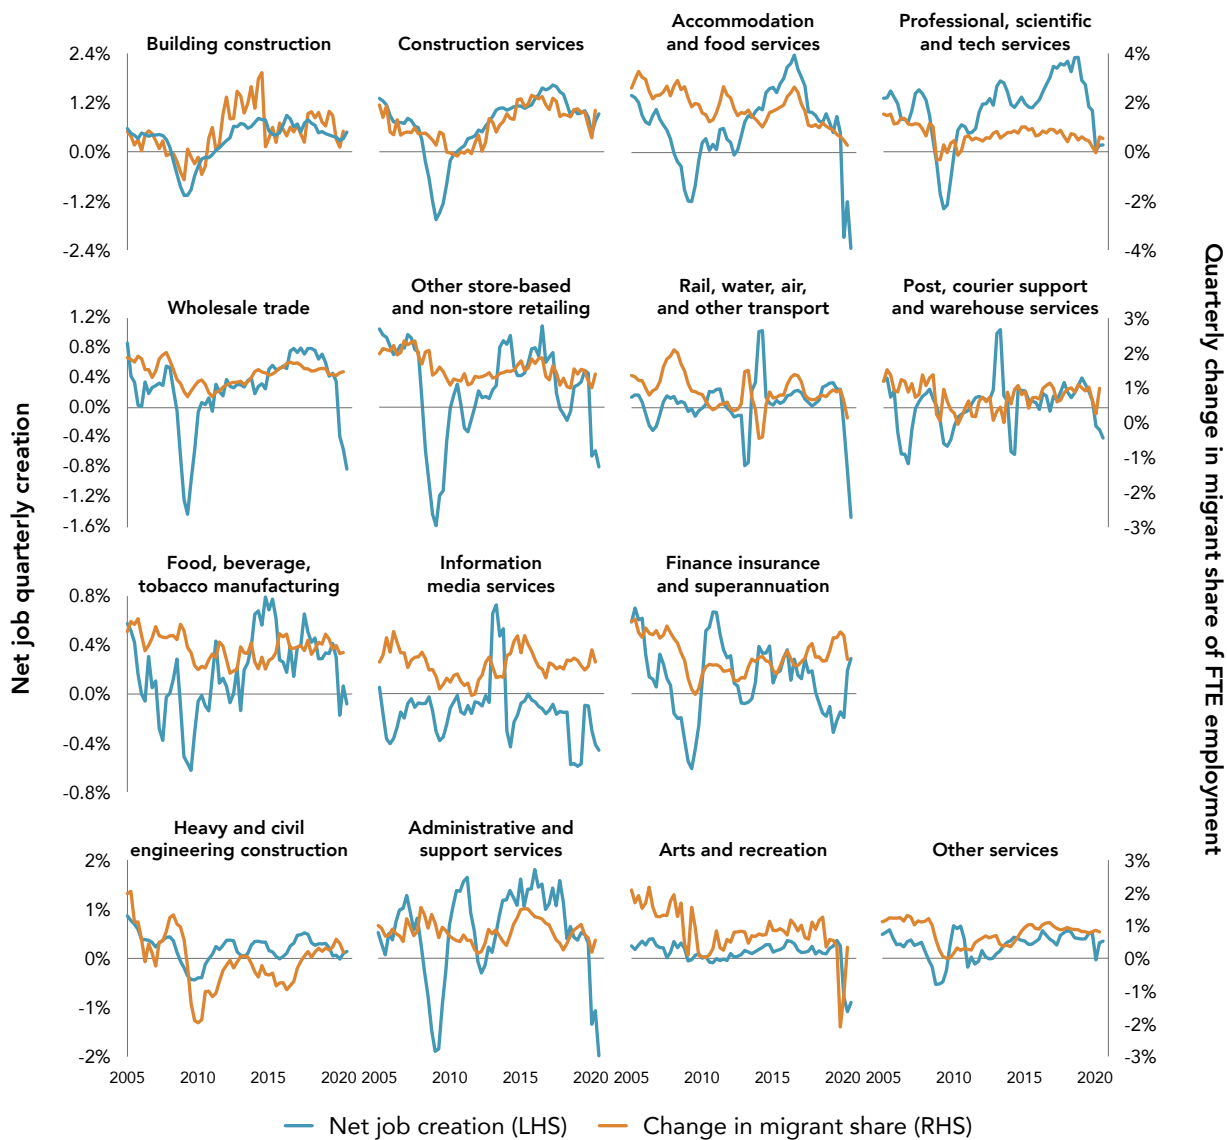 Accommodation
and food services
Professional, scientific
and tech services
Building construction
Construction services
2.4%
1.2%
0.0%
-1.2%
-2.4%
4%
2%
0%
-2%
-4%
Other store-based
and non-store retailing
Rail, water, air,
and other transport
Post, courier support
and warehouse services
Wholesale trade
1.2%
0.8%
0.4%
0.0%
-0.4%
-0.8%
-1.2%
-1.6%
3%
2%
1%
0%
-1%
-2%
-3%
Food, beverage,
tobacco manufacturing
Information
media services
Finance insurance
and superannuation
0.8%
0.4%
0.0%
-0.4%
-0.8%
Heavy and civil
engineering construction
Administrative and
support services
Arts and recreation
Other services
2%
1%
0%
-1%
-2%
3%
2%
1%
0%
-1%
-2%
-3%
2005 2010 2015 2020 2005 2010 2015 2020 2005 2010 2015 2020 2005 2010 2015 2020
Net job quarterly creation
Quarterly change in migrant share of FTE employment
Net job creation (LHS) Change in migrant share (RHS)